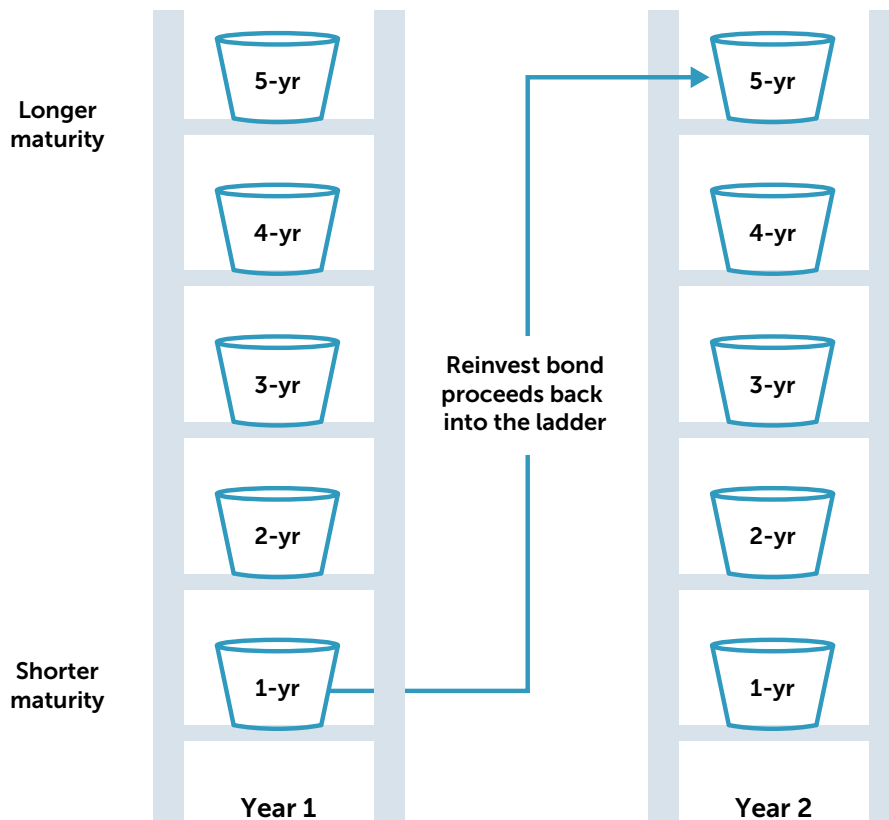 5-yr
5-yr
Longer
maturity
4-yr
4-yr
3-yr
Reinvest bond
proceeds back
into the ladder
3-yr
2-yr
2-yr
Shorter
maturity
1-yr
1-yr
Year 1
Year 2